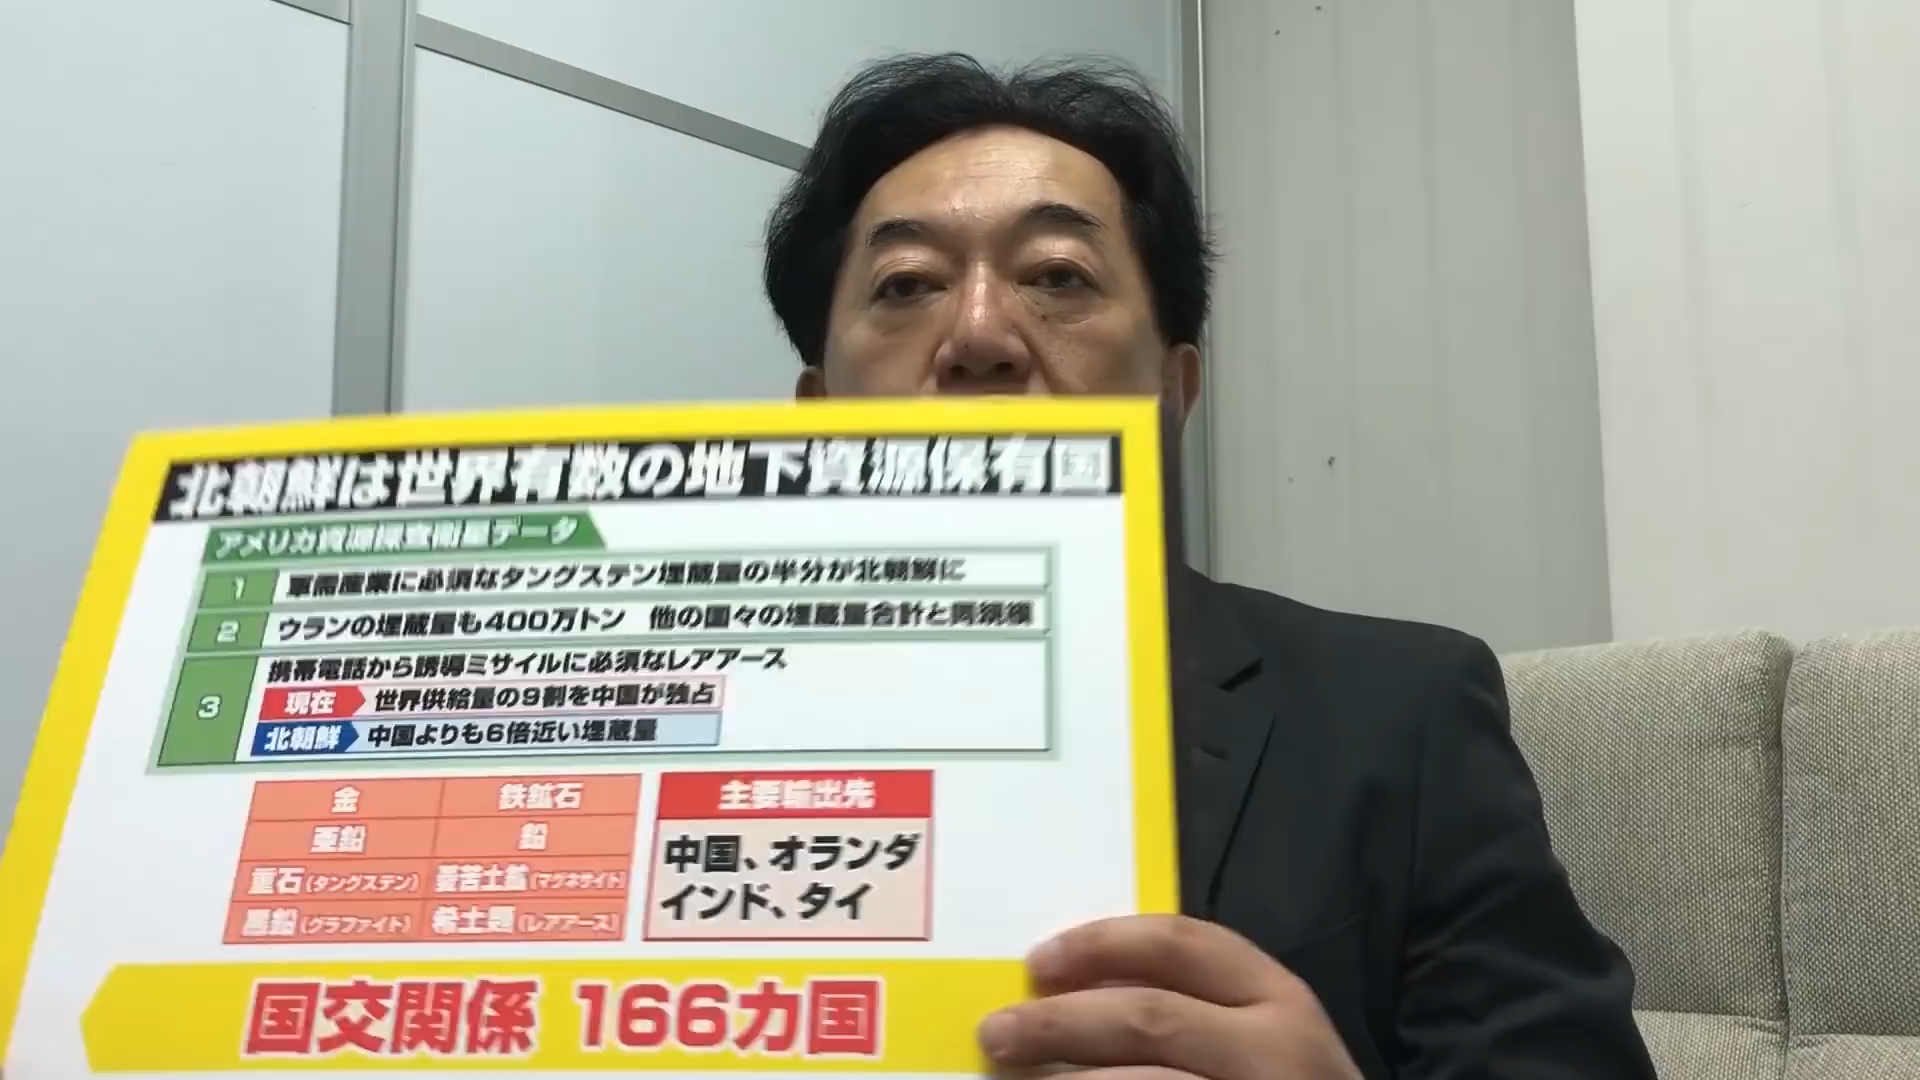 北朝鮮は世界有数の地下資源保有国
アメリカ資源探査衛星データ
1 軍需産業に必須なタングステン埋蔵量の半分が北朝鮮に
2 ウランの埋蔵量も400万トン 他の国々の埋蔵量合計と同規模
3 携帯電話から誘導ミサイルに必須なレアアース
現在 世界供給量の9割を中国が独占
北朝鮮 中国よりも6倍近い埋蔵量
金 鉄鉱石
亜鉛 鉛
重石(タングステン) 菱苦土鉱(マグネサイト)
黒鉛(グラファイト) 希土類(レアアース)
主要輸出先
中国、オランダ
インド、タイ
国交関係 166カ国